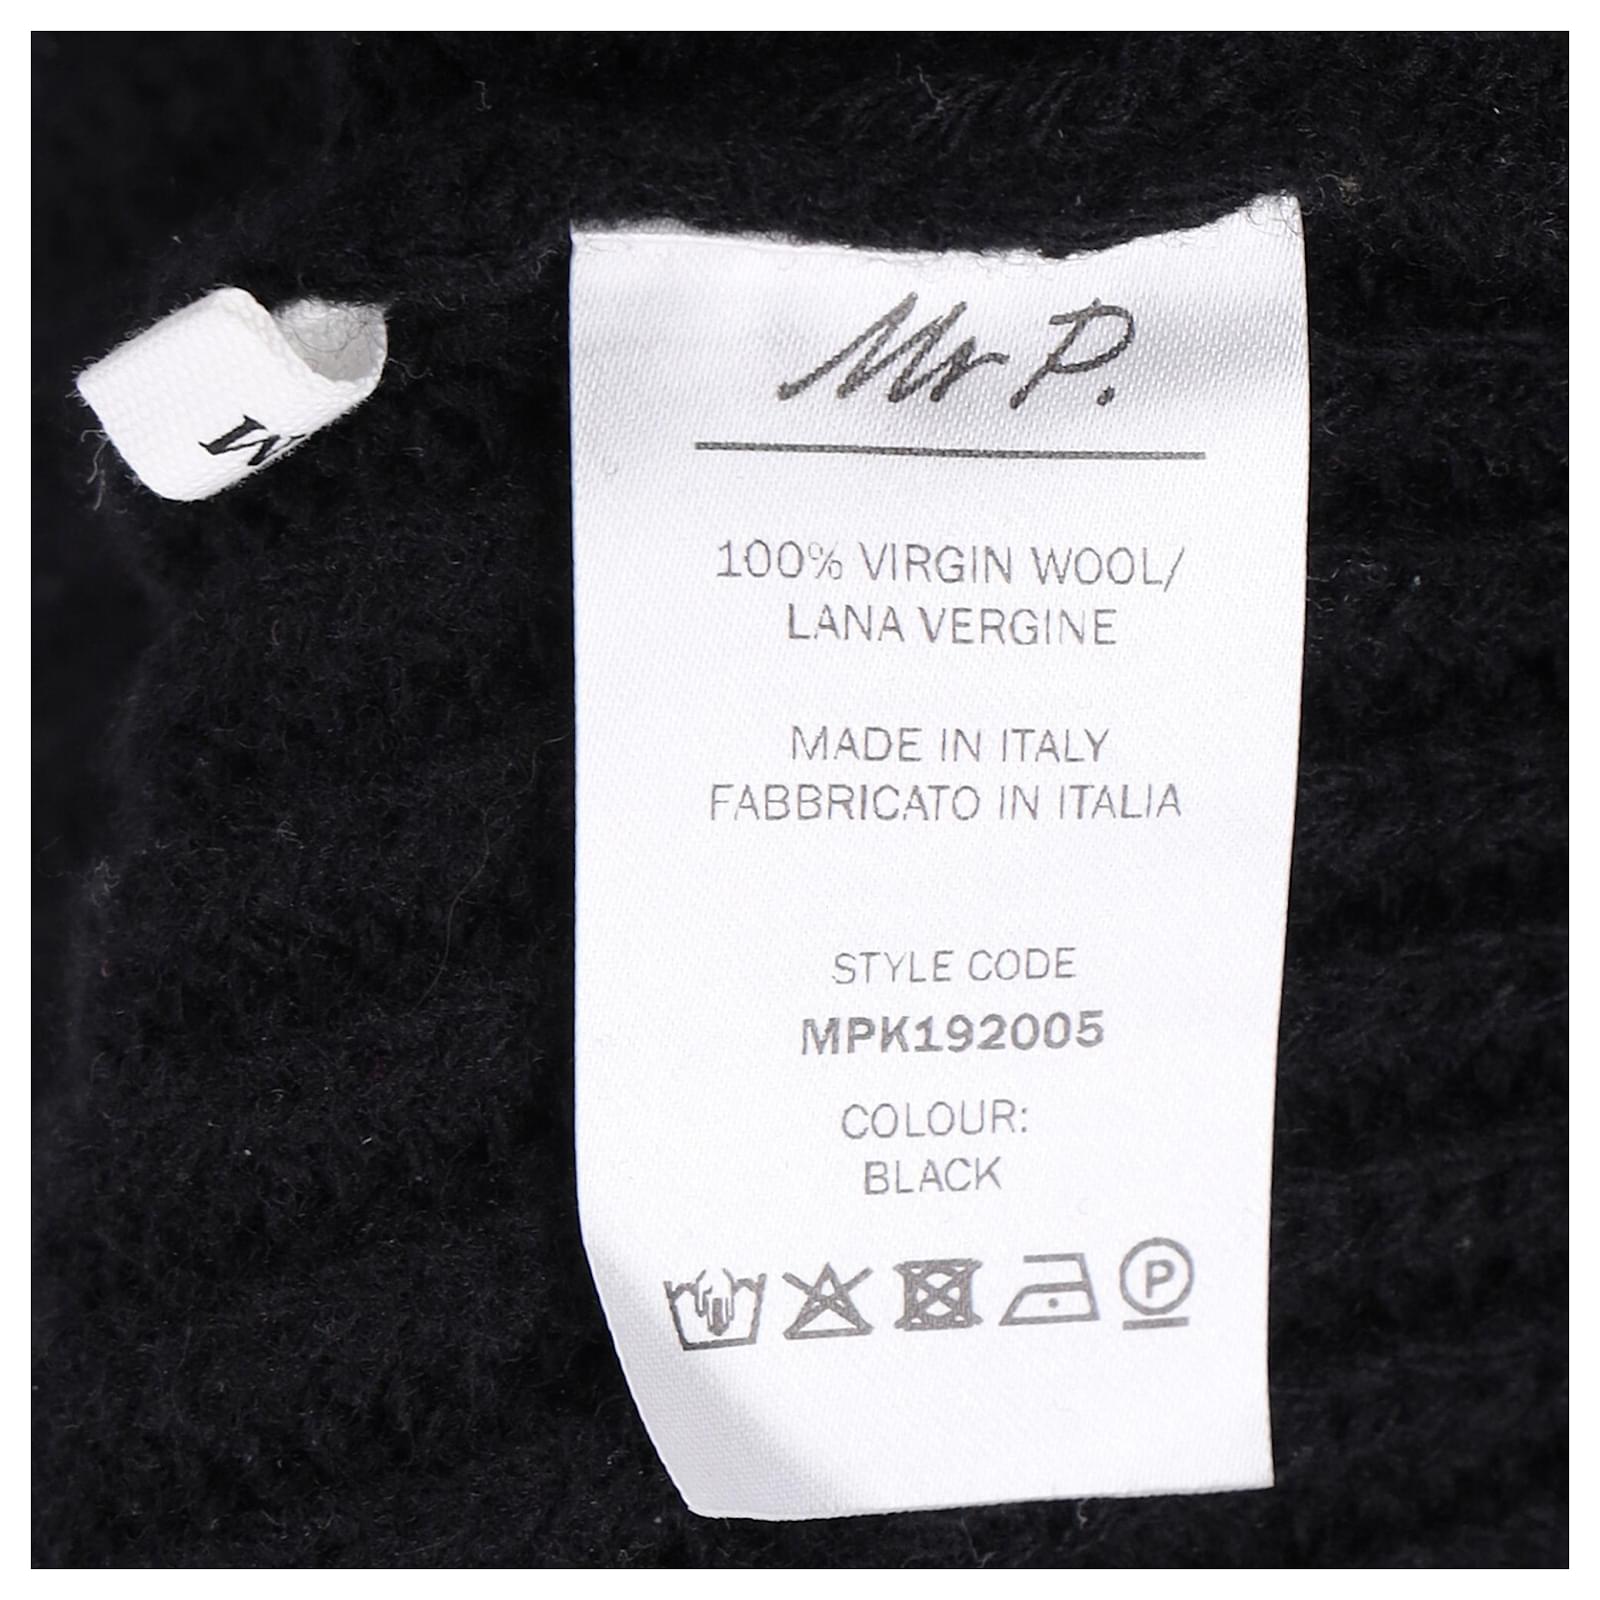 Mr P.
100% VIRGIN WOOL/
LANA VERGINE
MADE IN ITALY
FABBRICATO IN ITALIA
STYLE CODE
MPK192005
COLOUR:
BLACK
P